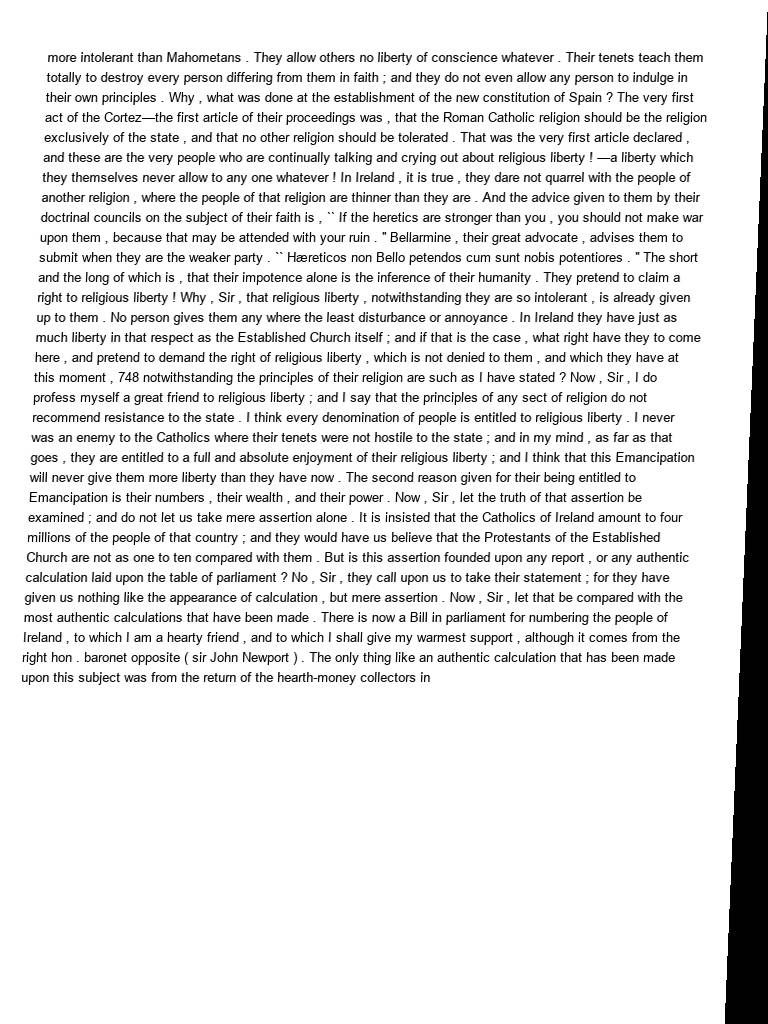 more intolerant than Mahometans . They allow others no liberty of conscience whatever . Their tenets teach them
totally to destroy every person differing from them in faith ; and they do not even allow any person to indulge in
their own principles . Why , what was done at the establishment of the new constitution of Spain ? The very first
act of the Cortez—the first article of their proceedings was , that the Roman Catholic religion should be the religion
exclusively of the state , and that no other religion should be tolerated . That was the very first article declared ,
and these are the very people who are continually talking and crying out about religious liberty ! —a liberty which
they themselves never allow to any one whatever ! In Ireland , it is true , they dare not quarrel with the people of
another religion , where the people of that religion are thinner than they are . And the advice given to them by their
doctrinal councils on the subject of their faith is , `` If the heretics are stronger than you , you should not make war
upon them , because that may be attended with your ruin . " Bellarmine , their great advocate , advises them to
submit when they are the weaker party . `` Hæreticos non Bello petendos cum sunt nobis potentiores . " The short
and the long of which is , that their impotence alone is the inference of their humanity . They pretend to claim a
right to religious liberty ! Why , Sir , that religious liberty , notwithstanding they are so intolerant , is already given
up to them . No person gives them any where the least disturbance or annoyance . In Ireland they have just as
much liberty in that respect as the Established Church itself ; and if that is the case , what right have they to come
here , and pretend to demand the right of religious liberty , which is not denied to them , and which they have at
this moment , 748 notwithstanding the principles of their religion are such as I have stated ? Now , Sir , I do
profess myself a great friend to religious liberty ; and I say that the principles of any sect of religion do not
recommend resistance to the state . I think every denomination of people is entitled to religious liberty . I never
was an enemy to the Catholics where their tenets were not hostile to the state ; and in my mind , as far as that
goes , they are entitled to a full and absolute enjoyment of their religious liberty ; and I think that this Emancipation
will never give them more liberty than they have now . The second reason given for their being entitled to
Emancipation is their numbers , their wealth , and their power . Now , Sir , let the truth of that assertion be
examined ; and do not let us take mere assertion alone . It is insisted that the Catholics of Ireland amount to four
millions of the people of that country ; and they would have us believe that the Protestants of the Established
Church are not as one to ten compared with them . But is this assertion founded upon any report , or any authentic
calculation laid upon the table of parliament ? No , Sir , they call upon us to take their statement ; for they have
given us nothing like the appearance of calculation , but mere assertion . Now , Sir , let that be compared with the
most authentic calculations that have been made . There is now a Bill in parliament for numbering the people of
Ireland , to which I am a hearty friend , and to which I shall give my warmest support , although it comes from the
right hon . baronet opposite ( sir John Newport ) . The only thing like an authentic calculation that has been made
upon this subject was from the return of the hearth-money collectors in